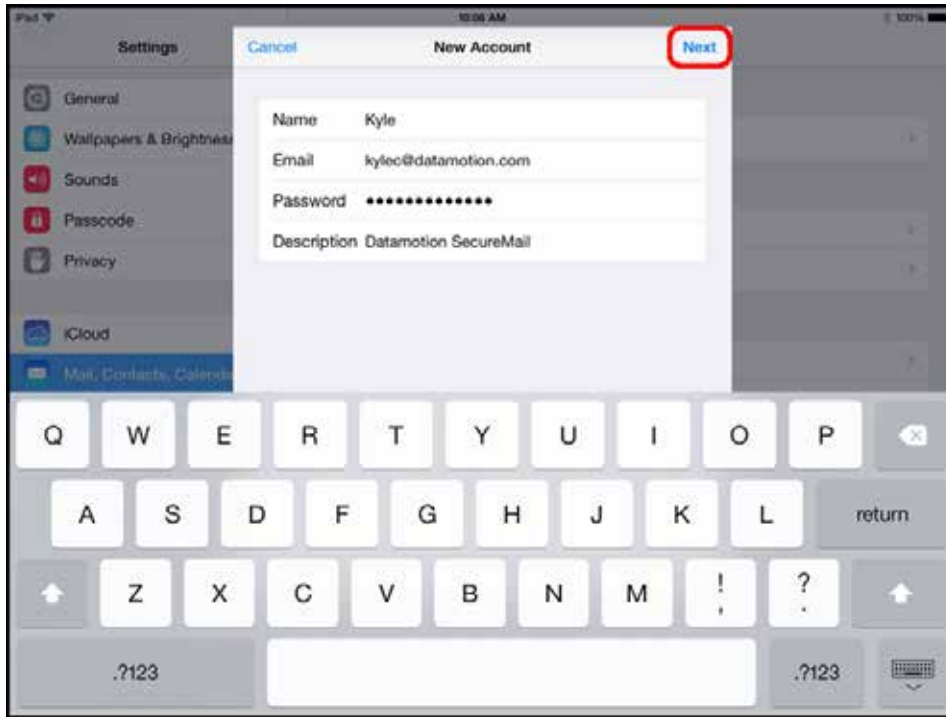 iPad 10:06 AM 100%
Settings Cancel New Account Next
General
Wallpapers & Brightness
Sounds
Passcode
Privacy
iCloud
Mail, Contacts, Calenda
Name Kyle
Email kylec@datamotion.com
Password •••••••••••••
Description Datamotion SecureMail
Q W E R T Y U I O P
A S D F G H J K L return
Z X C V B N M ! , ? .
.?123 .?123